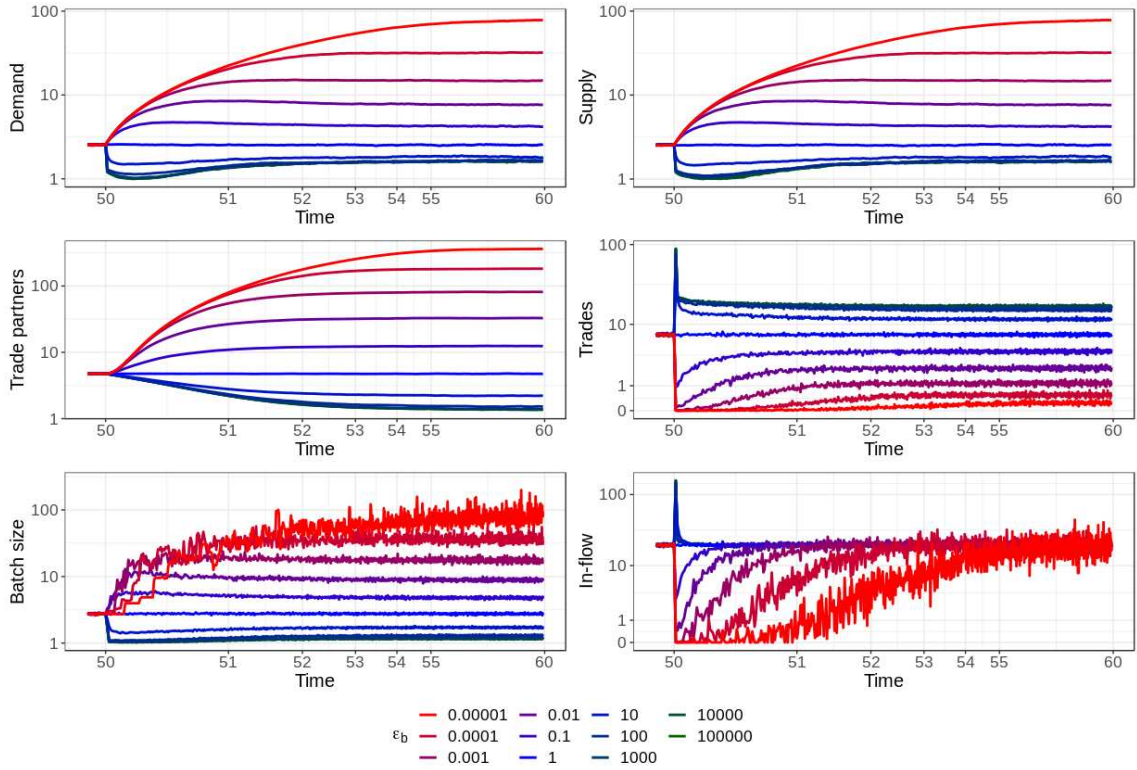 100
10
1
Demand
50 51 52 53 54 55 60
Time
100
10
1
Supply
50 51 52 53 54 55 60
Time
100
10
1
Trade partners
50 51 52 53 54 55 60
Time
100
10
1
0
Trades
50 51 52 53 54 55 60
Time
100
10
1
Batch size
50 51 52 53 54 55 60
Time
100
10
1
0
In-flow
50 51 52 53 54 55 60
Time
εb
0.00001 0.01 10 10000
0.0001 0.1 100 100000
0.001 1 1000